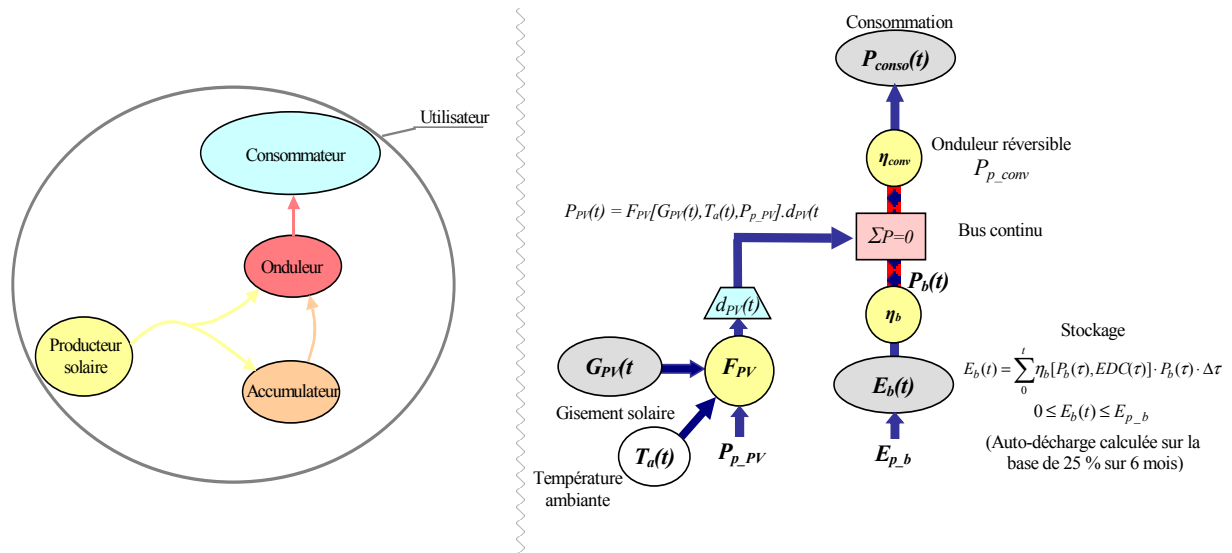 Utilisateur
Consommateur
Onduleur
Producteur
solaire
Accumulateur
Consommation
P_conso(t)
η_conv
Onduleur réversible
P_p_conv
P_PV(t) = F_PV[G_PV(t),T_a(t),P_p_PV].d_PV(t
ΣP=0
Bus continu
P_b(t)
d_PV(t)
η_b
Stockage
G_PV(t
F_PV
E_b(t)
E_b(t) = ∑_0^t η_b[P_b(τ), EDC(τ)]·P_b(τ)·Δτ
Gisement solaire
0 ≤ E_b(t) ≤ E_p_b
T_a(t)
P_p_PV
E_p_b
(Auto-décharge calculée sur la
base de 25 % sur 6 mois)
Température
ambiante